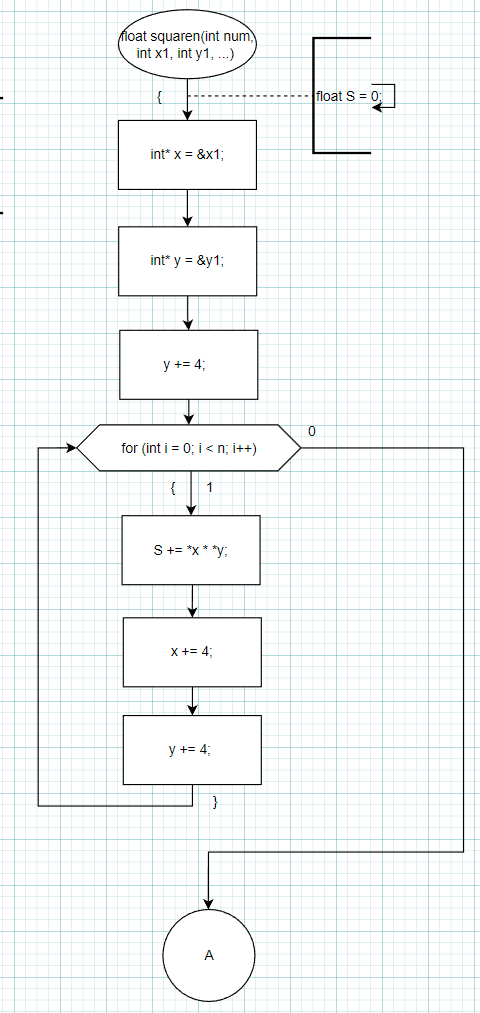 float squaren(int num,
int x1, int y1, ...)
{
float S = 0;
int* x = &x1;
int* y = &y1;
y += 4;
for (int i = 0; i < n; i++)
0
{
1
S += *x * *y;
x += 4;
y += 4;
}
A